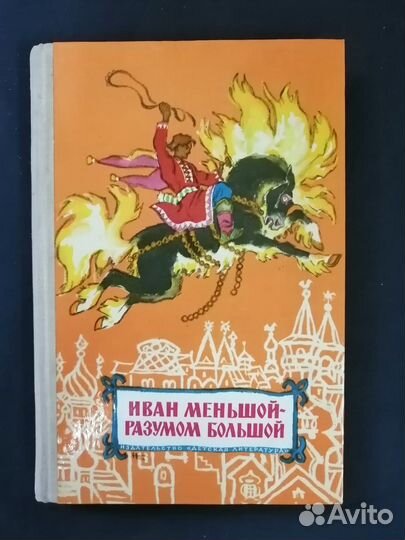 ИВАН МЕНЬШОЙ-
РАЗУМОМ БОЛЬШОЙ
ИЗДАТЕЛЬСТВО «ДЕТСКАЯ ЛИТЕРАТУРА»
Avito